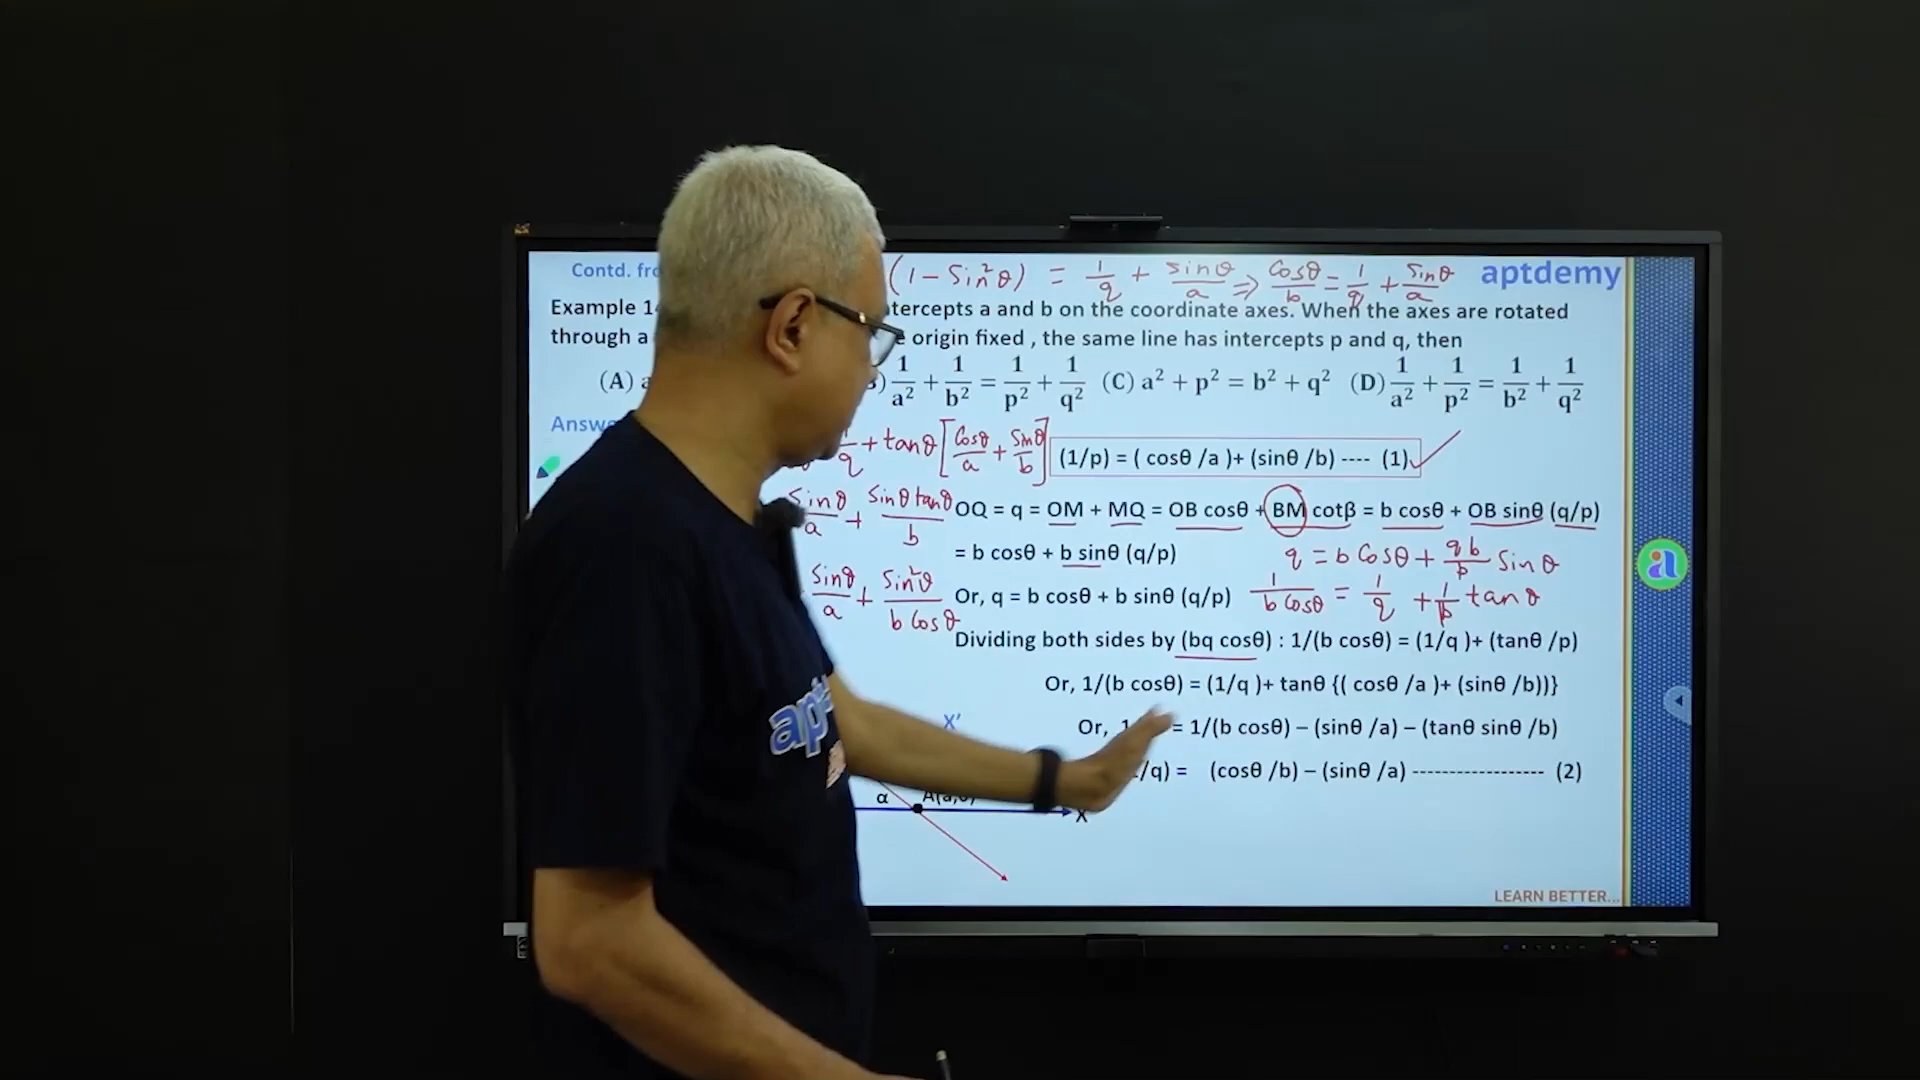 Contd.
(1 – Sin²θ) = 1/q + sinθ/a ⇒ cosθ/b = 1/q + sinθ/a
aptdemy
Example tercepts a and b on the coordinate axes. When the axes are rotated
through a origin fixed , the same line has intercepts p and q, then
(A) 1/a² + 1/b² = 1/p² + 1/q² (C) a² + p² = b² + q² (D) 1/a² + 1/p² = 1/b² + 1/q²
/q + tanθ [Cosθ/a + Sinθ/b] (1/p) = ( cosθ /a )+ (sinθ /b) ---- (1)
Sinθ/a + Sinθ tanθ/b
OQ = q = OM + MQ = OB cosθ + BM cotβ = b cosθ + OB sinθ (q/p)
= b cosθ + b sinθ (q/p)
q = b Cosθ + qb/p Sinθ
Sinθ/a + Sin²θ/b Cosθ
Or, q = b cosθ + b sinθ (q/p)
1/b Cosθ = 1/q + 1/p tanθ
Dividing both sides by (bq cosθ) : 1/(b cosθ) = (1/q )+ (tanθ /p)
Or, 1/(b cosθ) = (1/q )+ tanθ {( cosθ /a )+ (sinθ /b))}
Or, = 1/(b cosθ) – (sinθ /a) – (tanθ sinθ /b)
/q) = (cosθ /b) – (sinθ /a) ------------------ (2)
X'
α
X
LEARN BETTER...
a